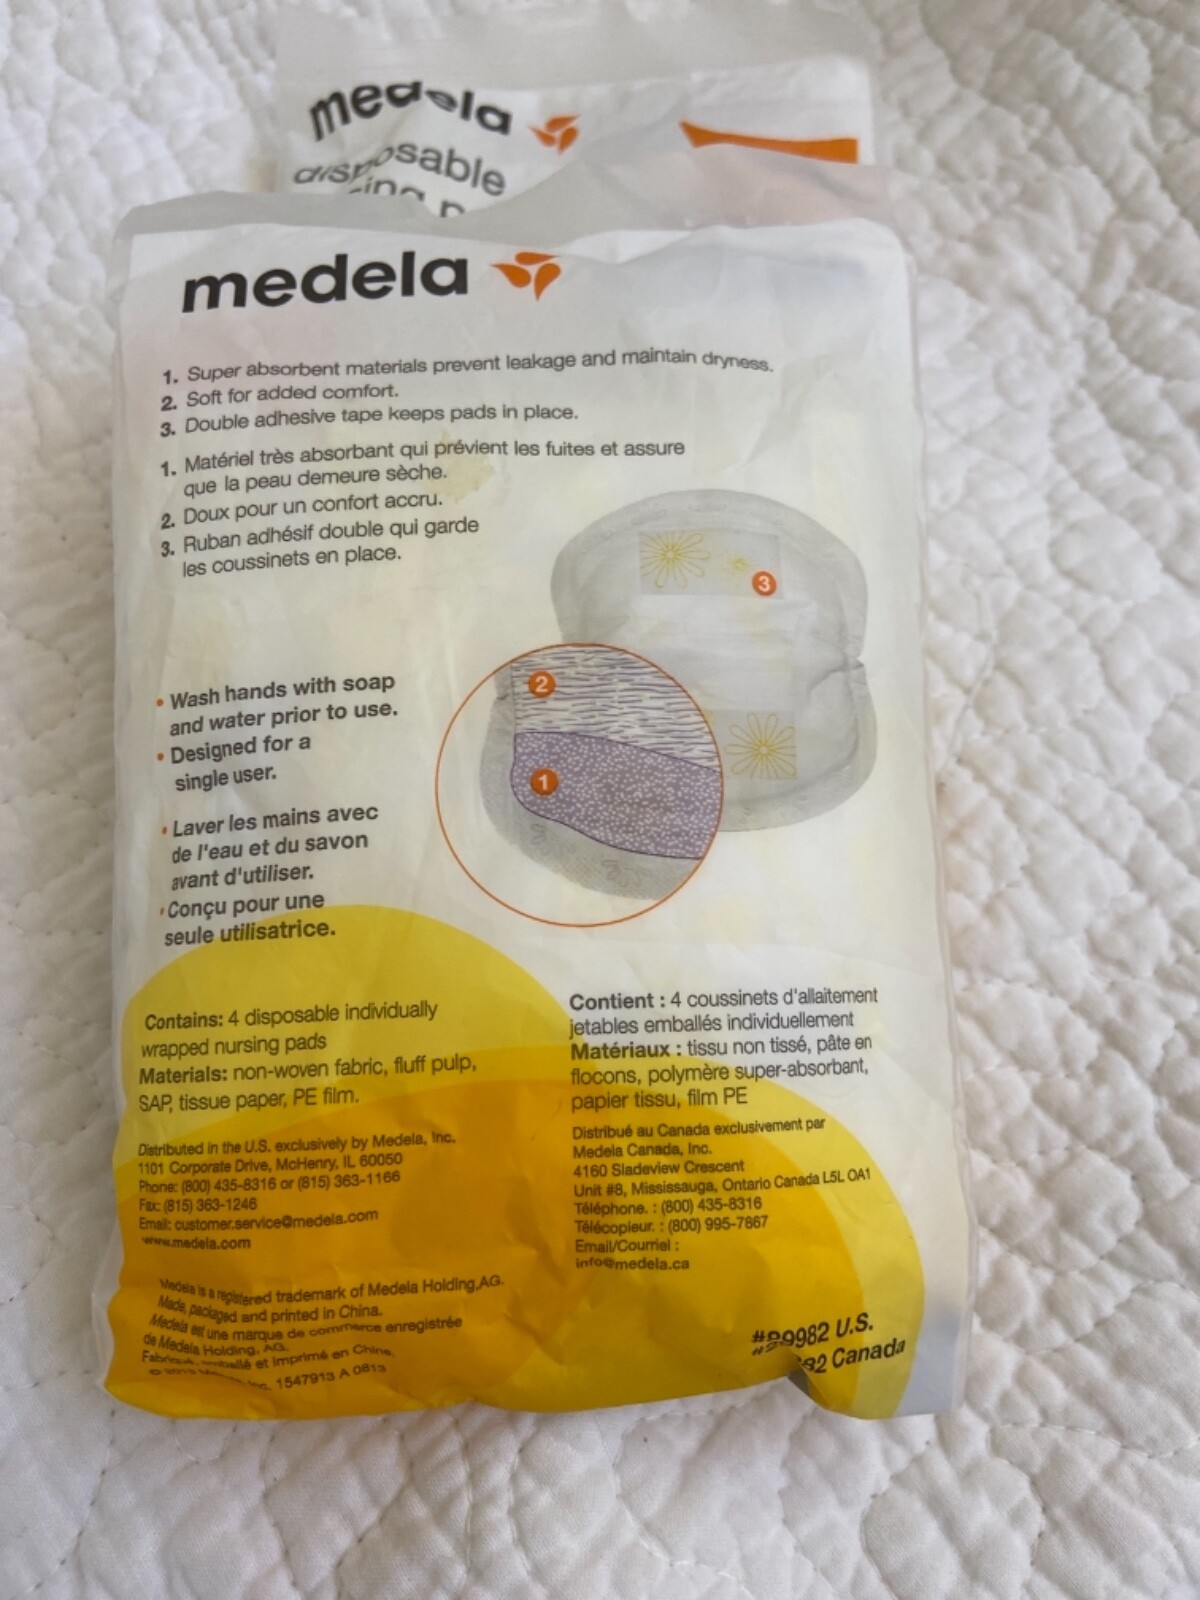 medela
disposable
medela
1. Super absorbent materials prevent leakage and maintain dryness.
2. Soft for added comfort.
3. Double adhesive tape keeps pads in place.
1. Matériel très absorbant qui prévient les fuites et assure
que la peau demeure sèche.
2. Doux pour un confort accru.
3. Ruban adhésif double qui garde
les coussinets en place.
3
2
1
• Wash hands with soap
and water prior to use.
• Designed for a
single user.
• Laver les mains avec
de l'eau et du savon
avant d'utiliser.
• Conçu pour une
seule utilisatrice.
Contains: 4 disposable individually
wrapped nursing pads
Materials: non-woven fabric, fluff pulp,
SAP, tissue paper, PE film.
Distributed in the U.S. exclusively by Medela, Inc.
1101 Corporate Drive, McHenry, IL 60050
Phone: (800) 435-8316 or (815) 363-1166
Fax: (815) 363-1246
Email: customer.service@medela.com
www.medela.com
Medela is a registered trademark of Medela Holding,AG.
Made, packaged and printed in China.
Medela est une marque de commerce enregistrée
de Medela Holding, AG.
et Imprimé en Chine.
Inc. 1547913 A 0813
Contient : 4 coussinets d'allaitement
jetables emballés individuellement
Matériaux : tissu non tissé, pâte en
flocons, polymère super-absorbant,
papier tissu, film PE
Distribué au Canada exclusivement par
Medela Canada, Inc.
4160 Sladeview Crescent
Unit #8, Mississauga, Ontario Canada L5L OA1
Téléphone. : (800) 435-8316
Télécopieur. : (800) 995-7867
Email/Courriel :
info@medela.ca
#89982 U.S.
Canada